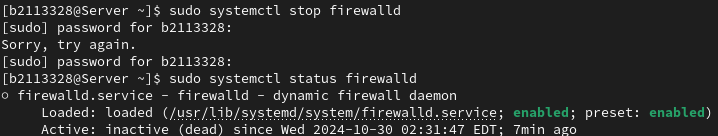 [b2113328@Server ~]$ sudo systemctl stop firewalld
[sudo] password for b2113328:
Sorry, try again.
[sudo] password for b2113328:
[b2113328@Server ~]$ sudo systemctl status firewalld
○ firewalld.service - firewalld - dynamic firewall daemon
     Loaded: loaded (/usr/lib/systemd/system/firewalld.service; enabled; preset: enabled)
     Active: inactive (dead) since Wed 2024-10-30 02:31:47 EDT; 7min ago